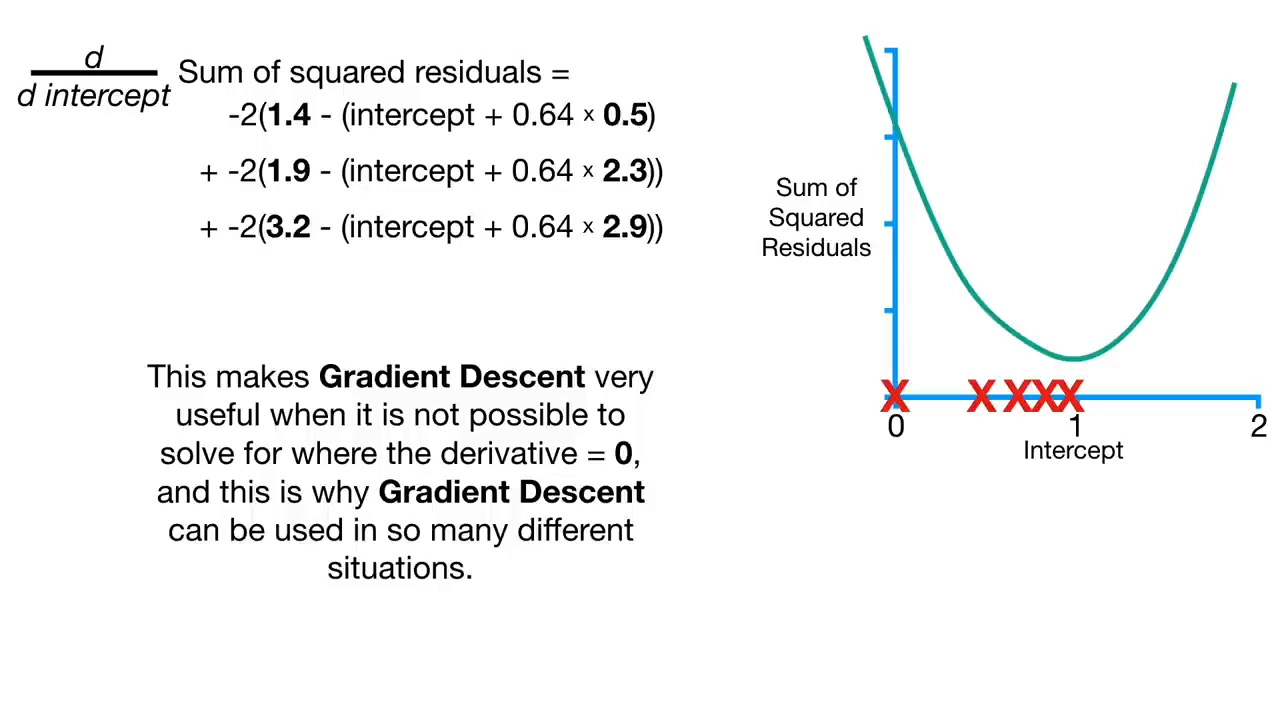 d
d intercept
Sum of squared residuals =
-2(1.4 - (intercept + 0.64 x 0.5)
+ -2(1.9 - (intercept + 0.64 x 2.3))
+ -2(3.2 - (intercept + 0.64 x 2.9))
This makes Gradient Descent very
useful when it is not possible to
solve for where the derivative = 0,
and this is why Gradient Descent
can be used in so many different
situations.
Sum of
Squared
Residuals
X X X X X
0 1 2
Intercept